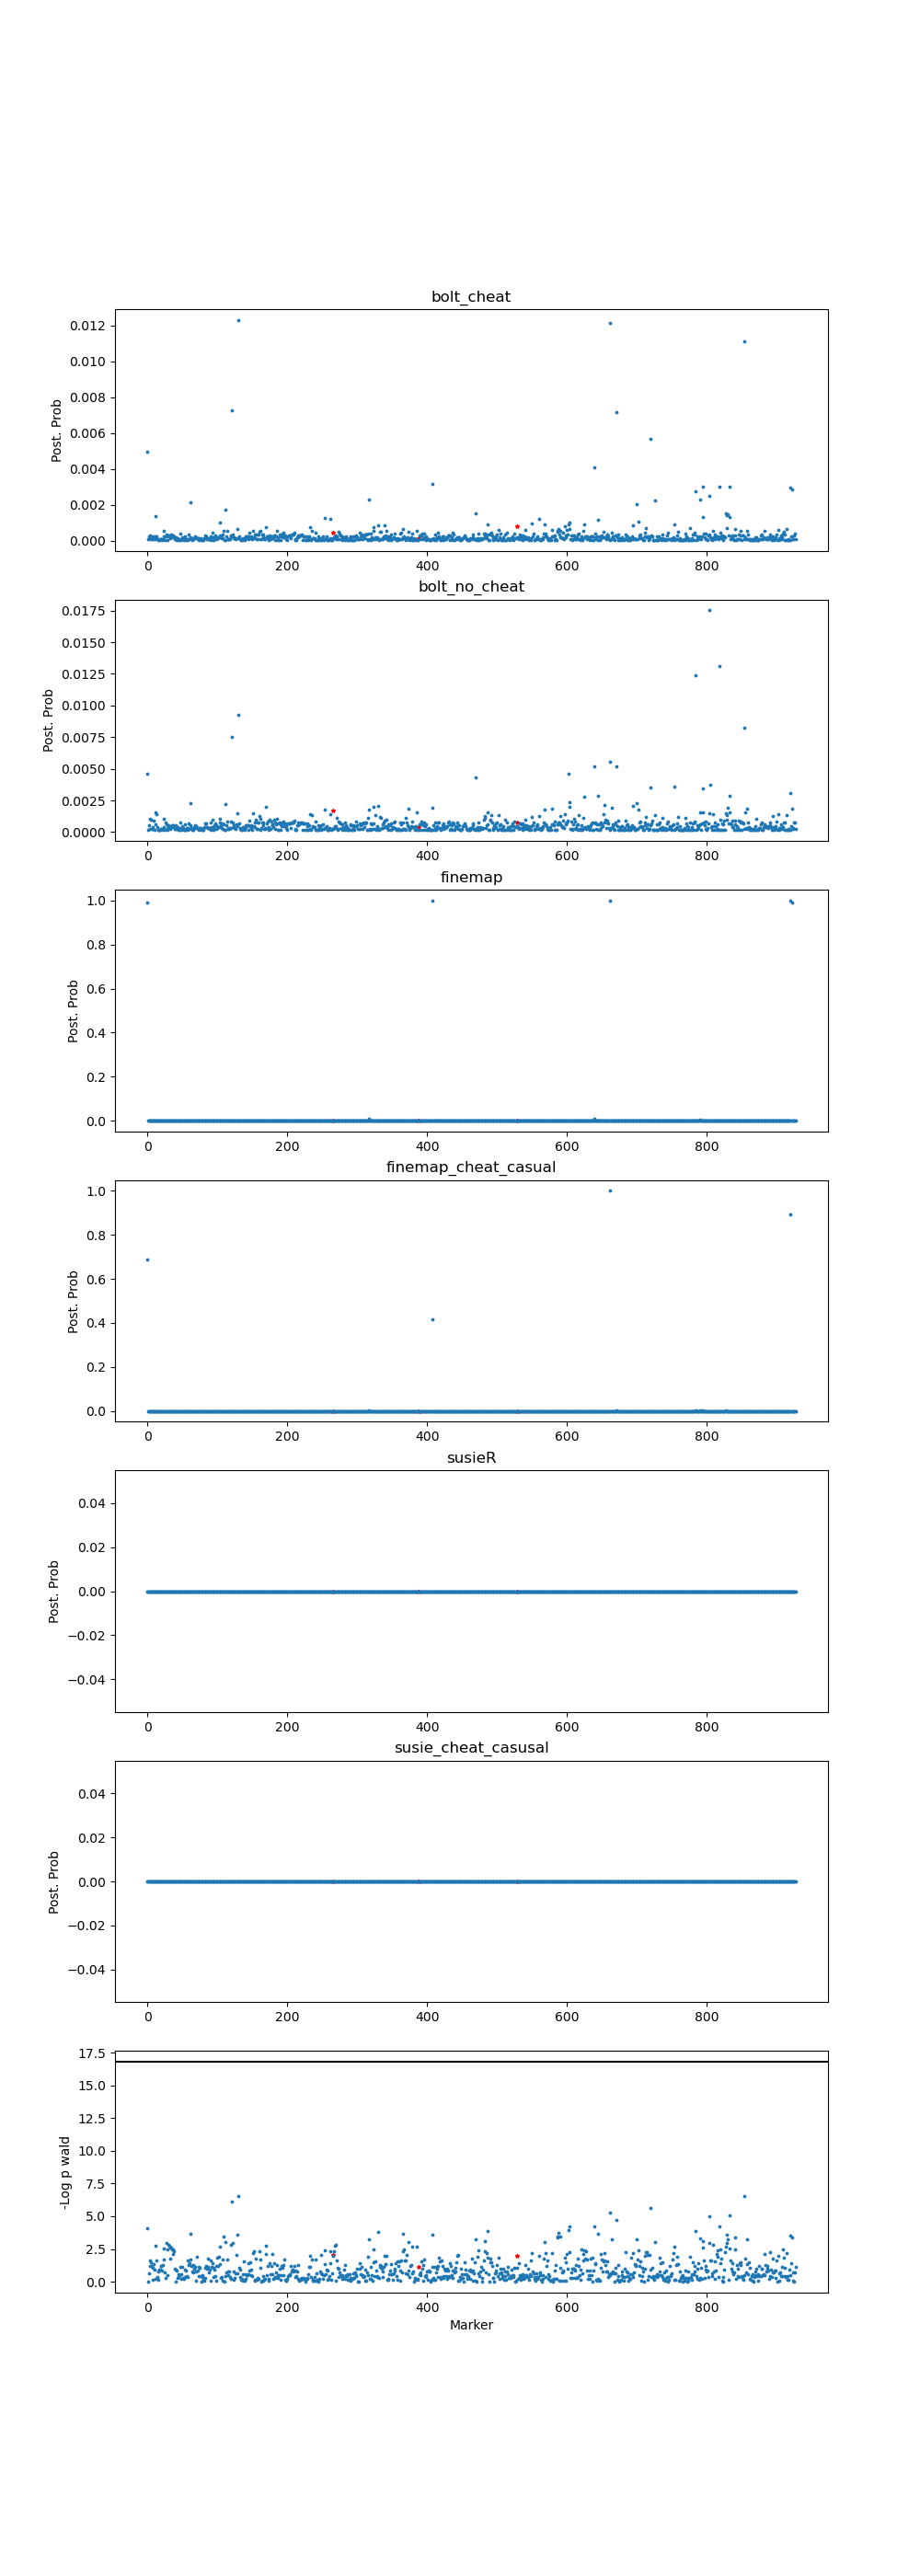 bolt_cheat
0.012
0.010
0.008
0.006
0.004
0.002
0.000
Post. Prob
0 200 400 600 800
bolt_no_cheat
0.0175
0.0150
0.0125
0.0100
0.0075
0.0050
0.0025
0.0000
Post. Prob
0 200 400 600 800
finemap
1.0
0.8
0.6
0.4
0.2
0.0
Post. Prob
0 200 400 600 800
finemap_cheat_casual
1.0
0.8
0.6
0.4
0.2
0.0
Post. Prob
0 200 400 600 800
susieR
0.04
0.02
0.00
−0.02
−0.04
Post. Prob
0 200 400 600 800
susie_cheat_casusal
0.04
0.02
0.00
−0.02
−0.04
Post. Prob
0 200 400 600 800
17.5
15.0
12.5
10.0
7.5
5.0
2.5
0.0
-Log p wald
0 200 400 600 800
Marker